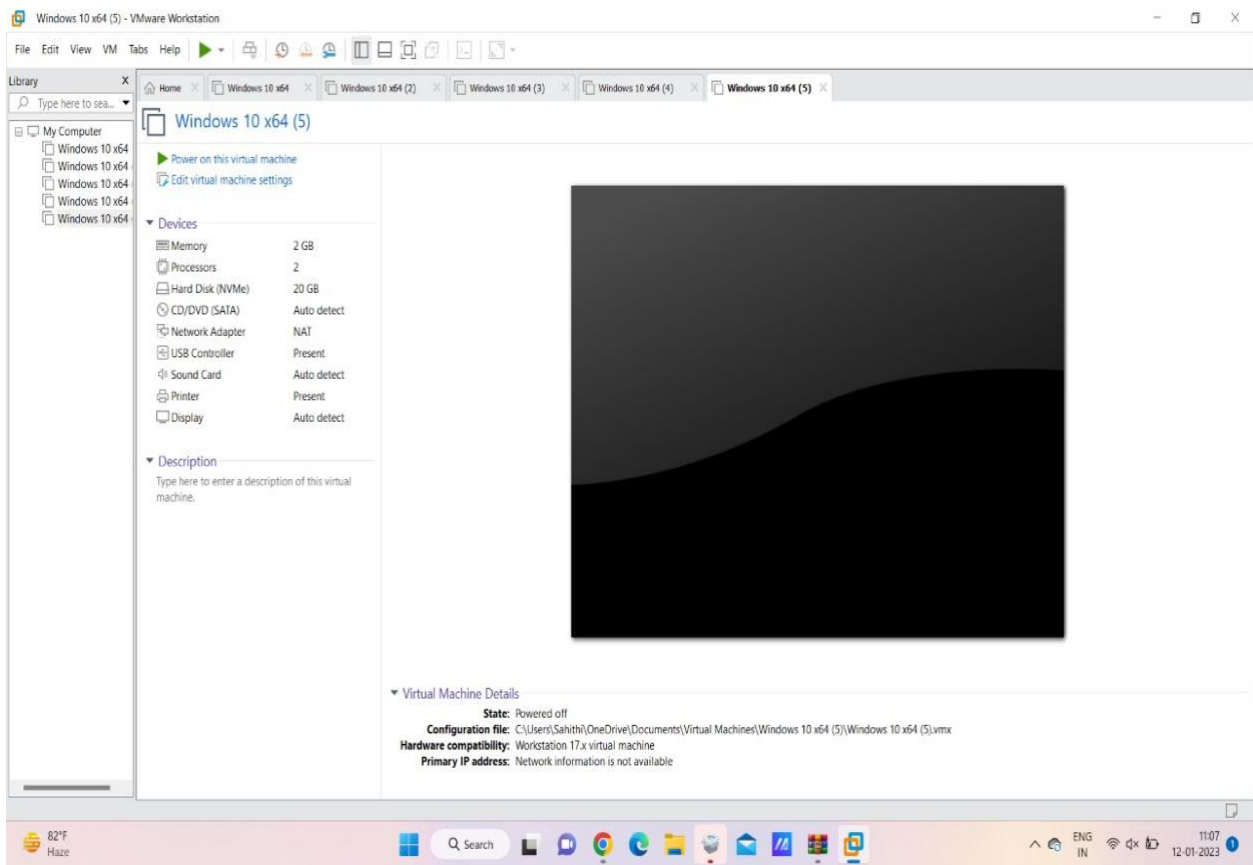 Windows 10 x64 (5) - VMware Workstation
File Edit View VM Tabs Help
Library X
Type here to sea...
My Computer
Windows 10 x64
Windows 10 x64
Windows 10 x64
Windows 10 x64
Windows 10 x64
Home Windows 10 x64 Windows 10 x64 (2) Windows 10 x64 (3) Windows 10 x64 (4) Windows 10 x64 (5)
Windows 10 x64 (5)
Power on this virtual machine
Edit virtual machine settings
Devices
Memory 2 GB
Processors 2
Hard Disk (NVMe) 20 GB
CD/DVD (SATA) Auto detect
Network Adapter NAT
USB Controller Present
Sound Card Auto detect
Printer Present
Display Auto detect
Description
Type here to enter a description of this virtual
machine.
Virtual Machine Details
State: Powered off
Configuration file: C:\Users\Sahithi\OneDrive\Documents\Virtual Machines\Windows 10 x64 (5)\Windows 10 x64 (5).vmx
Hardware compatibility: Workstation 17.x virtual machine
Primary IP address: Network information is not available
82°F
Haze
Search
ENG
IN
11:07
12-01-2023
1